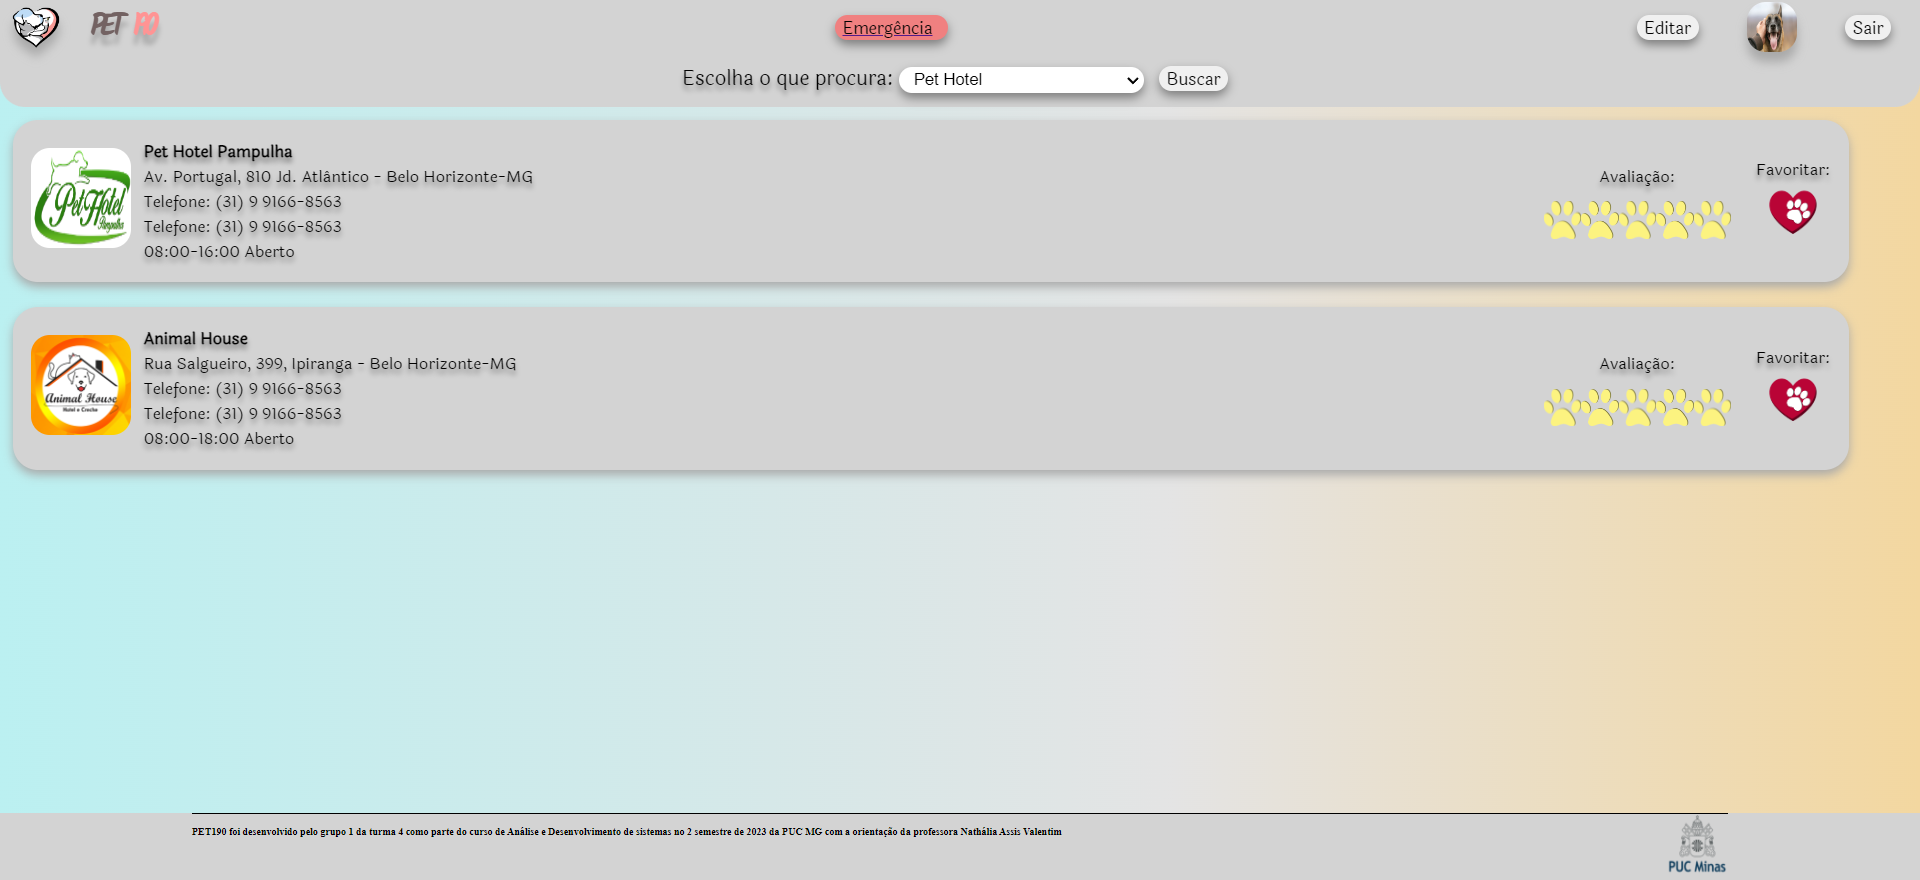 PET 190
Emergência
Editar
Sair
Escolha o que procura:
Pet Hotel
Buscar
Pet Hotel Pampulha
Av. Portugal, 810 Jd. Atlântico - Belo Horizonte-MG
Telefone: (31) 9 9166-8563
Telefone: (31) 9 9166-8563
08:00-16:00 Aberto
Pet Hotel
Pampulha
Avaliação:
Favoritar:
Animal House
Rua Salgueiro, 399, Ipiranga - Belo Horizonte-MG
Telefone: (31) 9 9166-8563
Telefone: (31) 9 9166-8563
08:00-18:00 Aberto
Animal House
Hotel e Creche
Avaliação:
Favoritar:
PET190 foi desenvolvido pelo grupo 1 da turma 4 como parte do curso de Análise e Desenvolvimento de sistemas no 2 semestre de 2023 da PUC MG com a orientação da professora Nathália Assis Valentim
PUC Minas